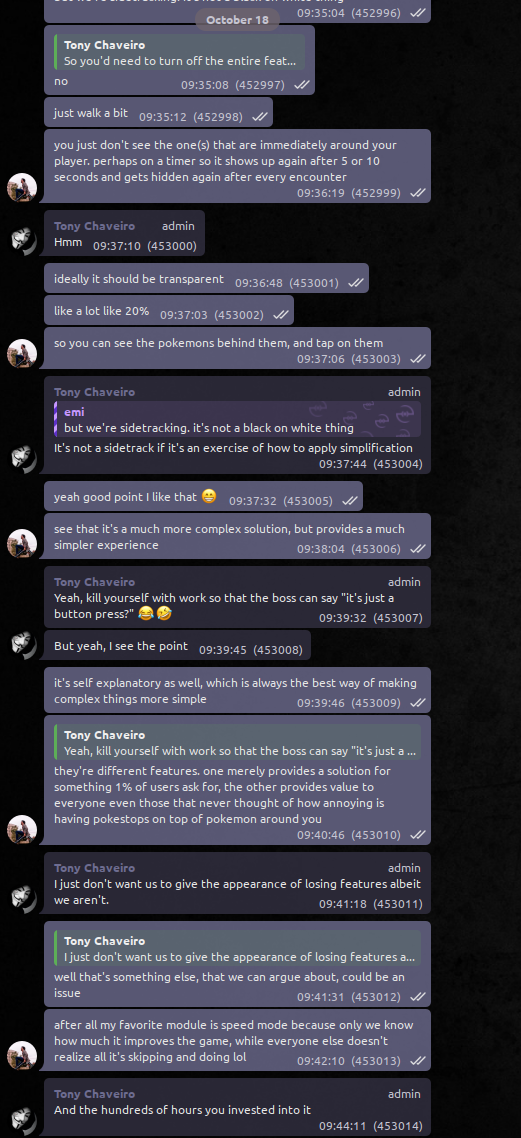 09:35:04 (452996)
October 18
Tony Chaveiro
So you'd need to turn off the entire feat...
no 09:35:08 (452997)
just walk a bit 09:35:12 (452998)
you just don't see the one(s) that are immediately around your
player. perhaps on a timer so it shows up again after 5 or 10
seconds and gets hidden again after every encounter
09:36:19 (452999)
Tony Chaveiro admin
Hmm 09:37:10 (453000)
ideally it should be transparent 09:36:48 (453001)
like a lot like 20% 09:37:03 (453002)
so you can see the pokemons behind them, and tap on them
09:37:06 (453003)
Tony Chaveiro admin
emi
but we're sidetracking. it's not a black on white thing
It's not a sidetrack if it's an exercise of how to apply simplification
09:37:44 (453004)
yeah good point I like that 😁 09:37:32 (453005)
see that it's a much more complex solution, but provides a much
simpler experience 09:38:04 (453006)
Tony Chaveiro admin
Yeah, kill yourself with work so that the boss can say "it's just a
button press?" 😂🤣 09:39:32 (453007)
But yeah, I see the point 09:39:45 (453008)
it's self explanatory as well, which is always the best way of making
complex things more simple 09:39:46 (453009)
Tony Chaveiro
Yeah, kill yourself with work so that the boss can say "it's just a ...
they're different features. one merely provides a solution for
something 1% of users ask for, the other provides value to
everyone even those that never thought of how annoying is
having pokestops on top of pokemon around you
09:40:46 (453010)
Tony Chaveiro admin
I just don't want us to give the appearance of losing features albeit
we aren't. 09:41:18 (453011)
Tony Chaveiro
I just don't want us to give the appearance of losing features a...
well that's something else, that we can argue about, could be an
issue 09:41:31 (453012)
after all my favorite module is speed mode because only we know
how much it improves the game, while everyone else doesn't
realize all it's skipping and doing lol 09:42:10 (453013)
Tony Chaveiro admin
And the hundreds of hours you invested into it
09:44:11 (453014)